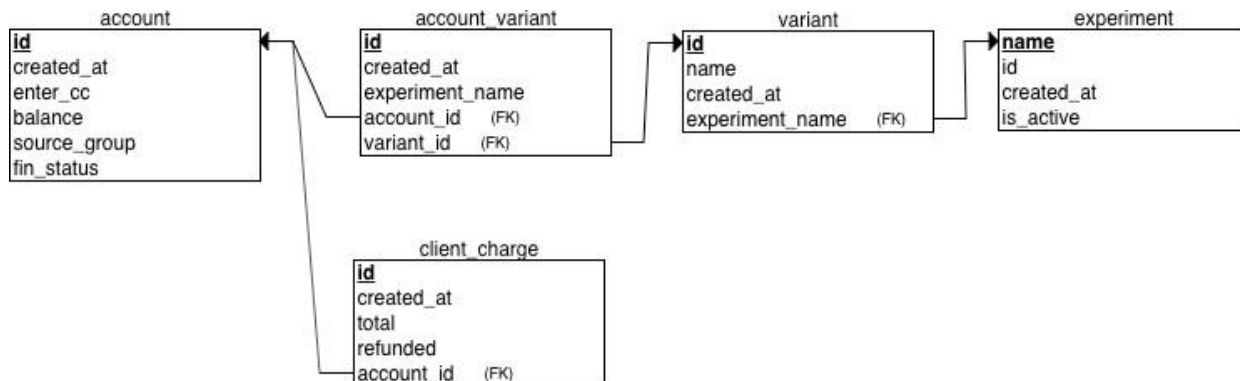 account
id
created_at
enter_cc
balance
source_group
fin_status
account_variant
id
created_at
experiment_name
account_id (FK)
variant_id (FK)
variant
id
name
created_at
experiment_name (FK)
experiment
name
id
created_at
is_active
client_charge
id
created_at
total
refunded
account_id (FK)